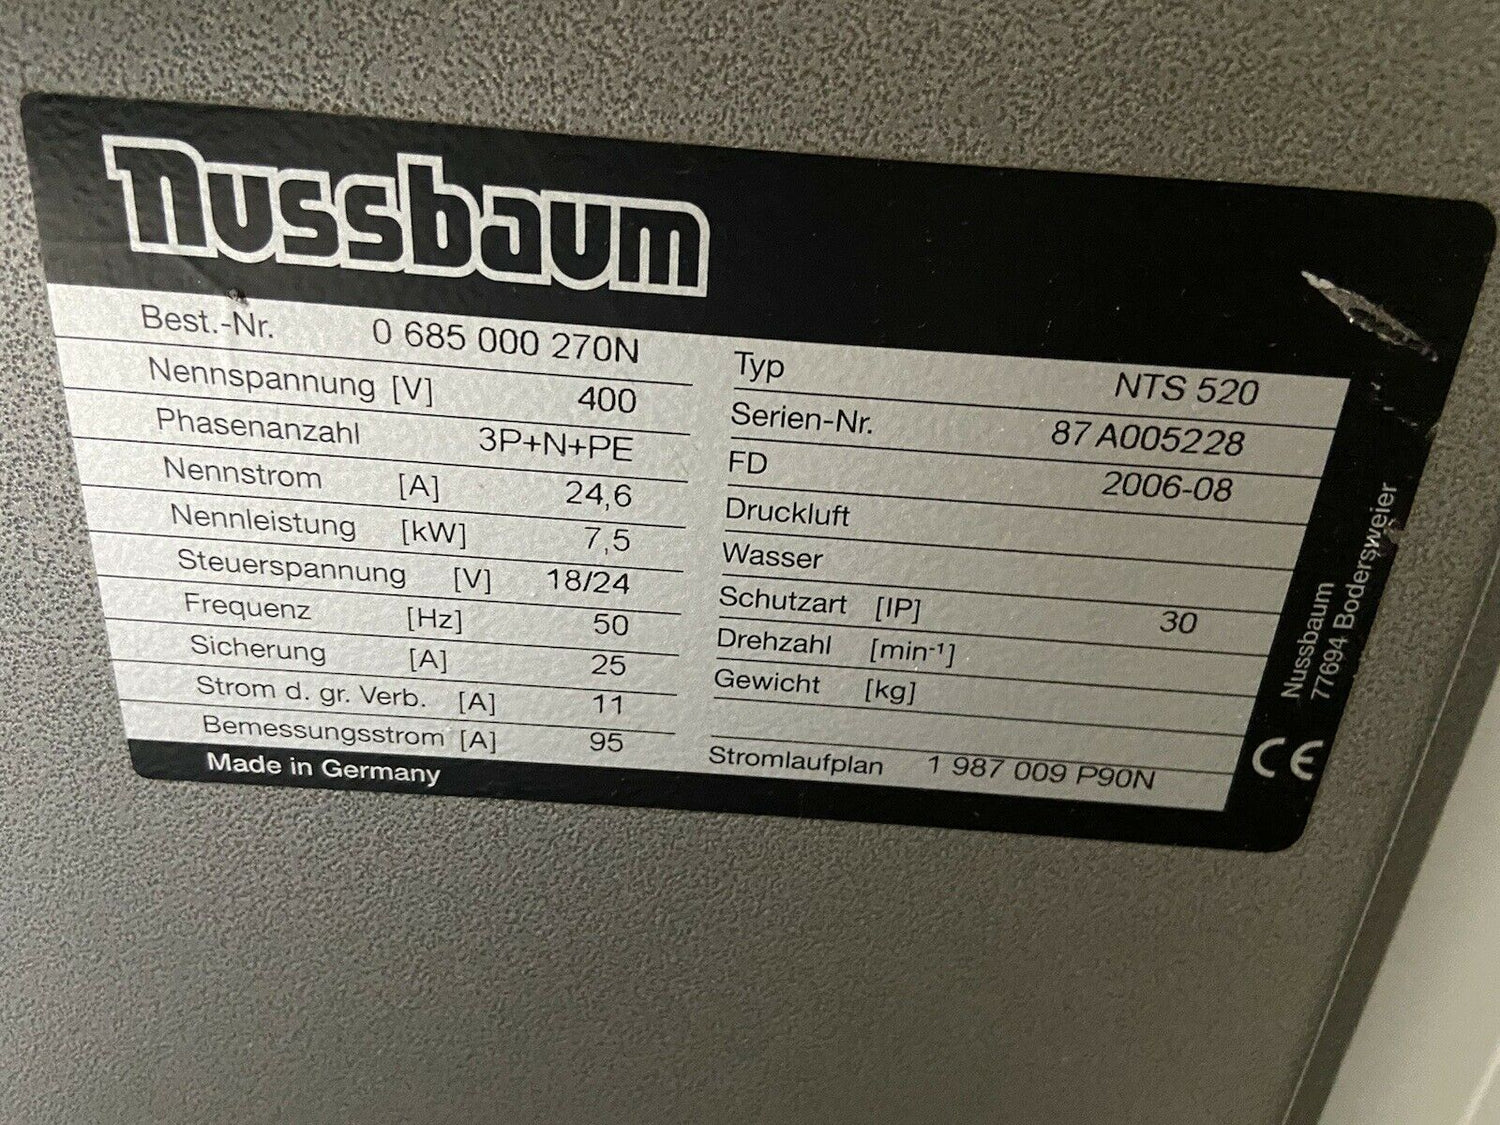 nussbaum
Best.-Nr. 0 685 000 270N
Nennspannung [V] 400
Phasenanzahl 3P+N+PE
Nennstrom [A] 24,6
Nennleistung [kW] 7,5
Steuerspannung [V] 18/24
Frequenz [Hz] 50
Sicherung [A] 25
Strom d. gr. Verb. [A] 11
Bemessungsstrom [A] 95
Made in Germany
Typ NTS 520
Serien-Nr. 87A005228
FD 2006-08
Druckluft
Wasser
Schutzart [IP] 30
Drehzahl [min-¹]
Gewicht [kg]
Stromlaufplan 1 987 009 P90N
Nussbaum
77694 Bodersweier
CE